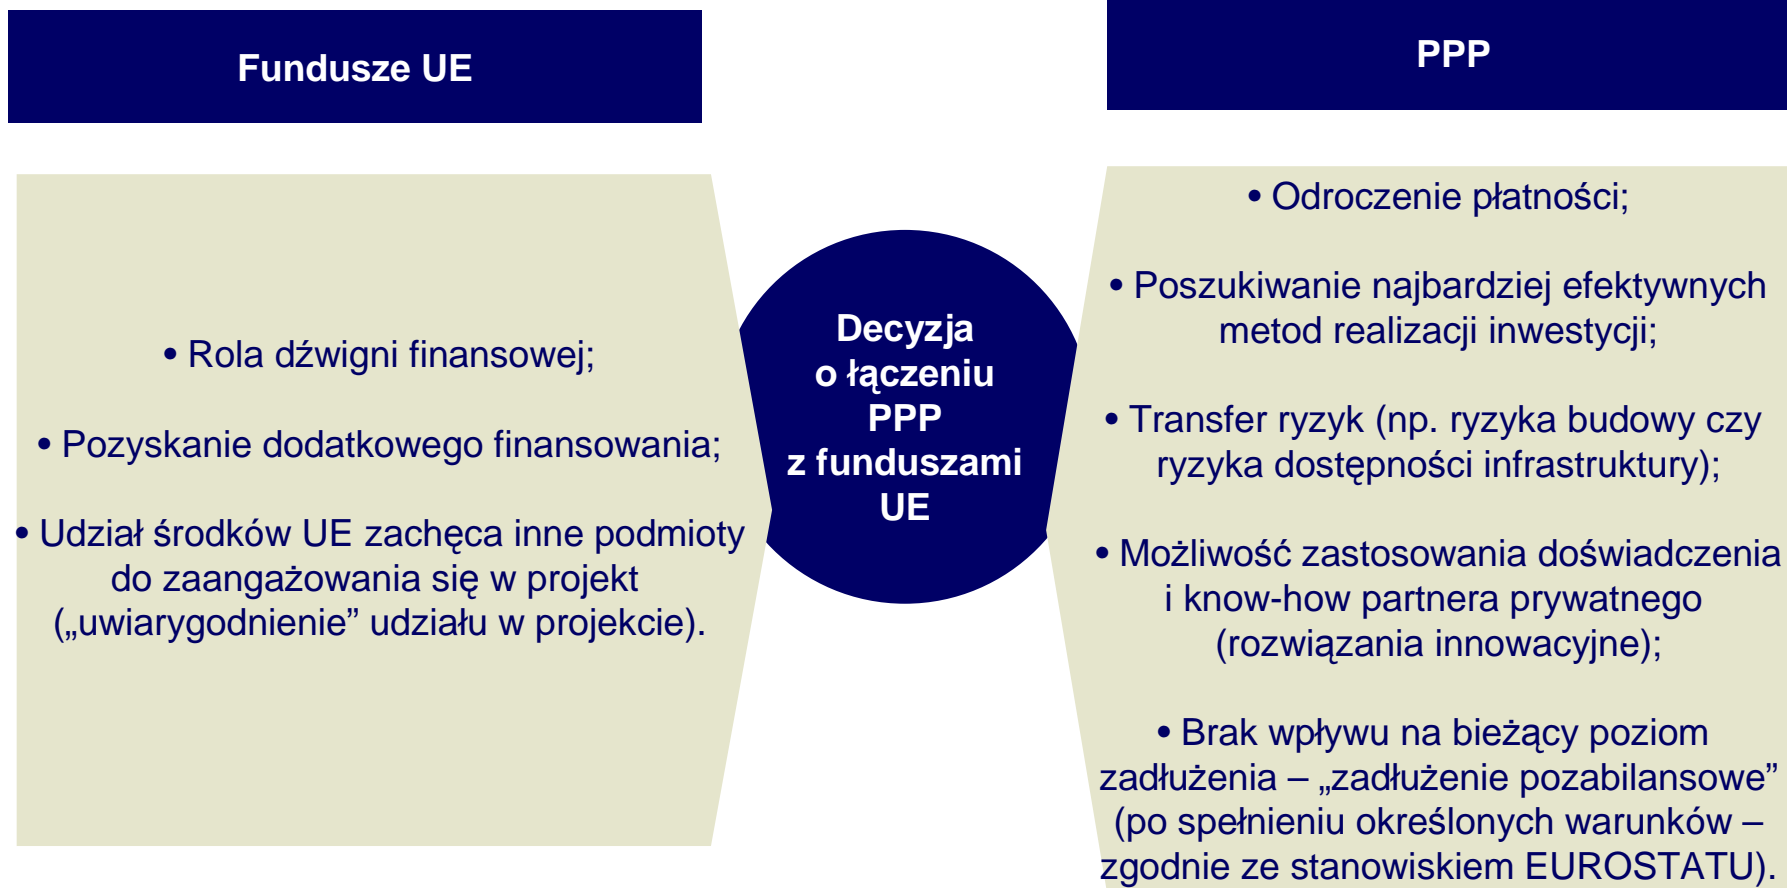 Fundusze UE
• Rola dźwigni finansowej;
• Pozyskanie dodatkowego finansowania;
• Udział środków UE zachęca inne podmioty
do zaangażowania się w projekt
(„uwiarygodnienie” udziału w projekcie).
Decyzja
o łączeniu
PPP
z funduszami
UE
PPP
• Odroczenie płatności;
• Poszukiwanie najbardziej efektywnych
metod realizacji inwestycji;
• Transfer ryzyk (np. ryzyka budowy czy
ryzyka dostępności infrastruktury);
• Możliwość zastosowania doświadczenia
i know-how partnera prywatnego
(rozwiązania innowacyjne);
• Brak wpływu na bieżący poziom
zadłużenia – „zadłużenie pozabilansowe”
(po spełnieniu określonych warunków –
zgodnie ze stanowiskiem EUROSTATU).